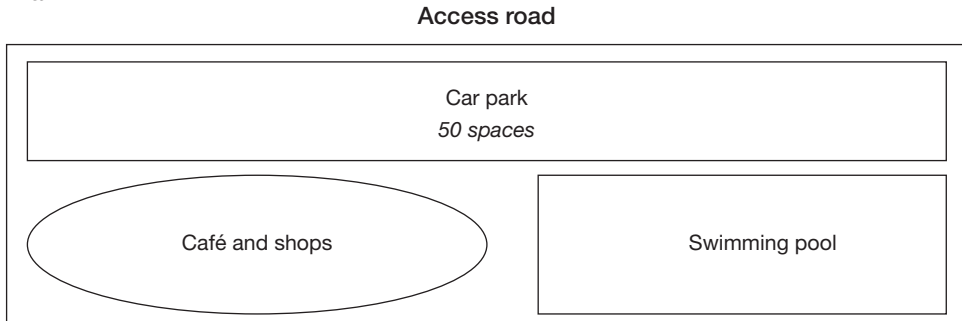 Access road
Car park
50 spaces
Café and shops
Swimming pool